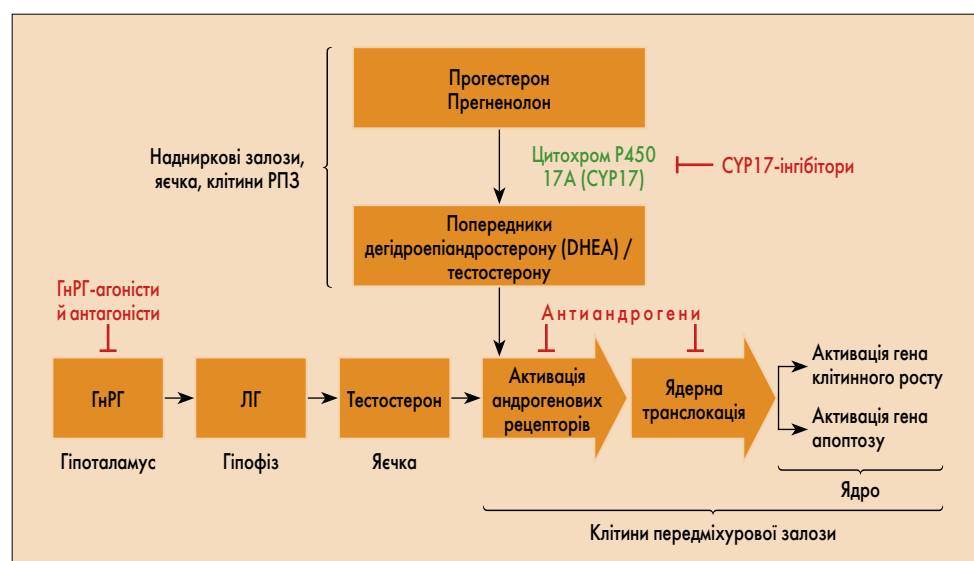 Прогестерон
Прегненолон
Надниркові залози,
яєчка, клітини РПЗ
Цитохром P450
17A (CYP17)
CYP17-інгібітори
Попередники
дегідроепіандростерону (DHEA) /
тестостерону
ГнРГ-агоністи
й антагоністи
Антиандрогени
ГнРГ
ЛГ
Тестостерон
Активація
андрогенових
рецепторів
Ядерна
транслокація
Активація гена
клітинного росту
Активація гена
апоптозу
Гіпоталамус
Гіпофіз
Яєчка
Ядро
Клітини передміхурової залози